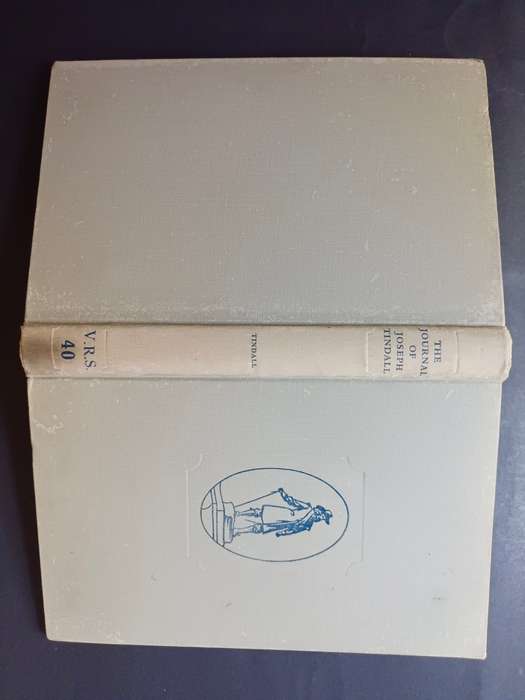 THE
JOURNAL
OF
JOSEPH
TINDALL
TINDALL
V.R.S.
40